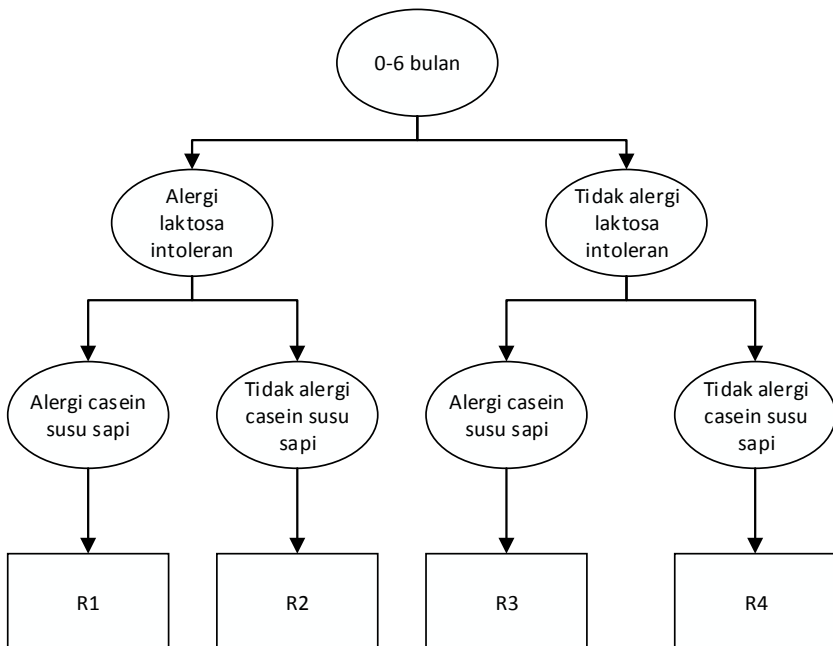 0-6 bulan
Alergi
laktosa
intoleran
Tidak alergi
laktosa
intoleran
Alergi casein
susu sapi
Tidak alergi
casein susu
sapi
Alergi casein
susu sapi
Tidak alergi
casein susu
sapi
R1
R2
R3
R4